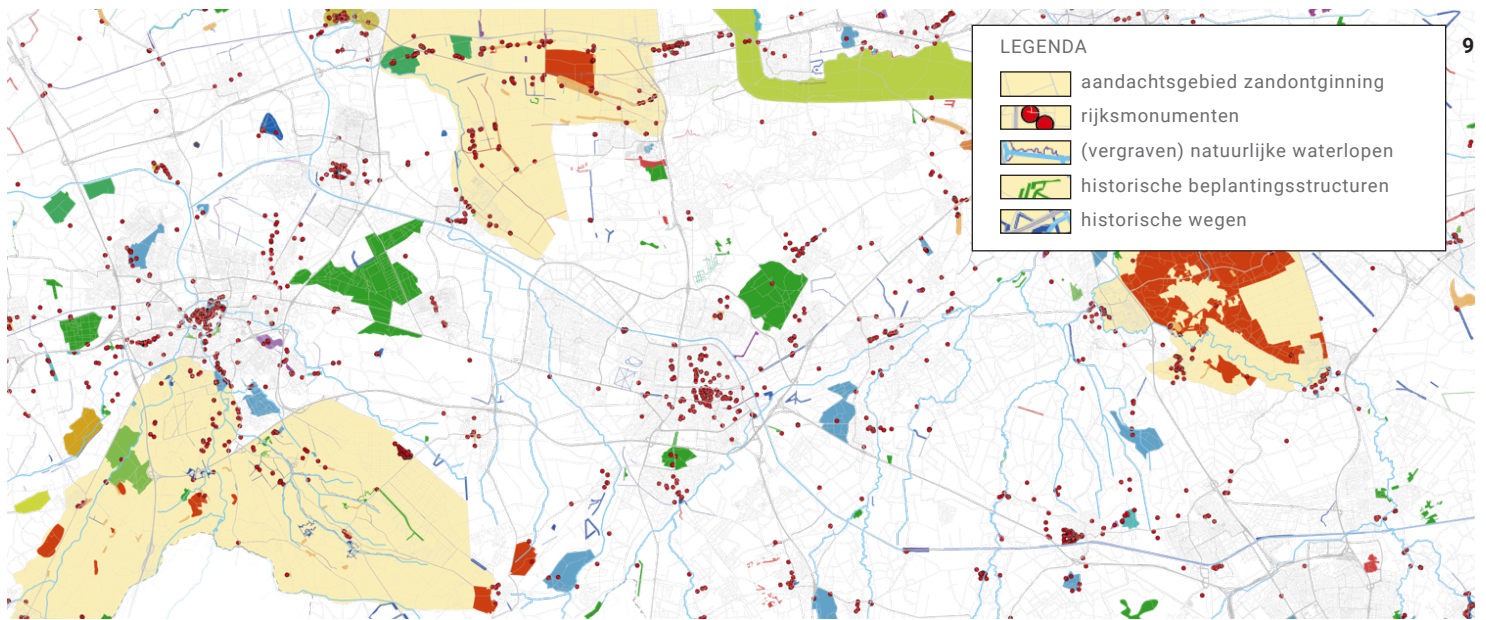 LEGENDA
9
aandachtsgebied zandontginning
rijksmonumenten
(vergraven) natuurlijke waterlopen
historische beplantingsstructuren
historische wegen